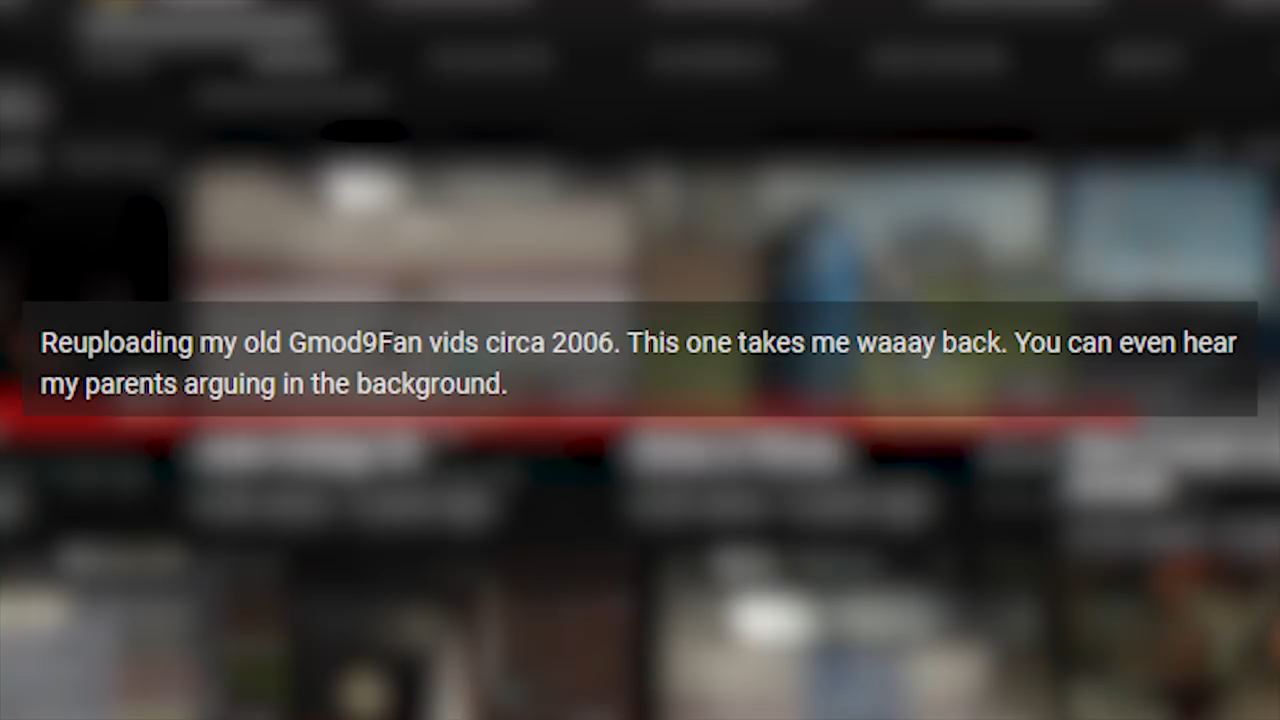 Reuploading my old Gmod9Fan vids circa 2006. This one takes me waaay back. You can even hear
my parents arguing in the background.